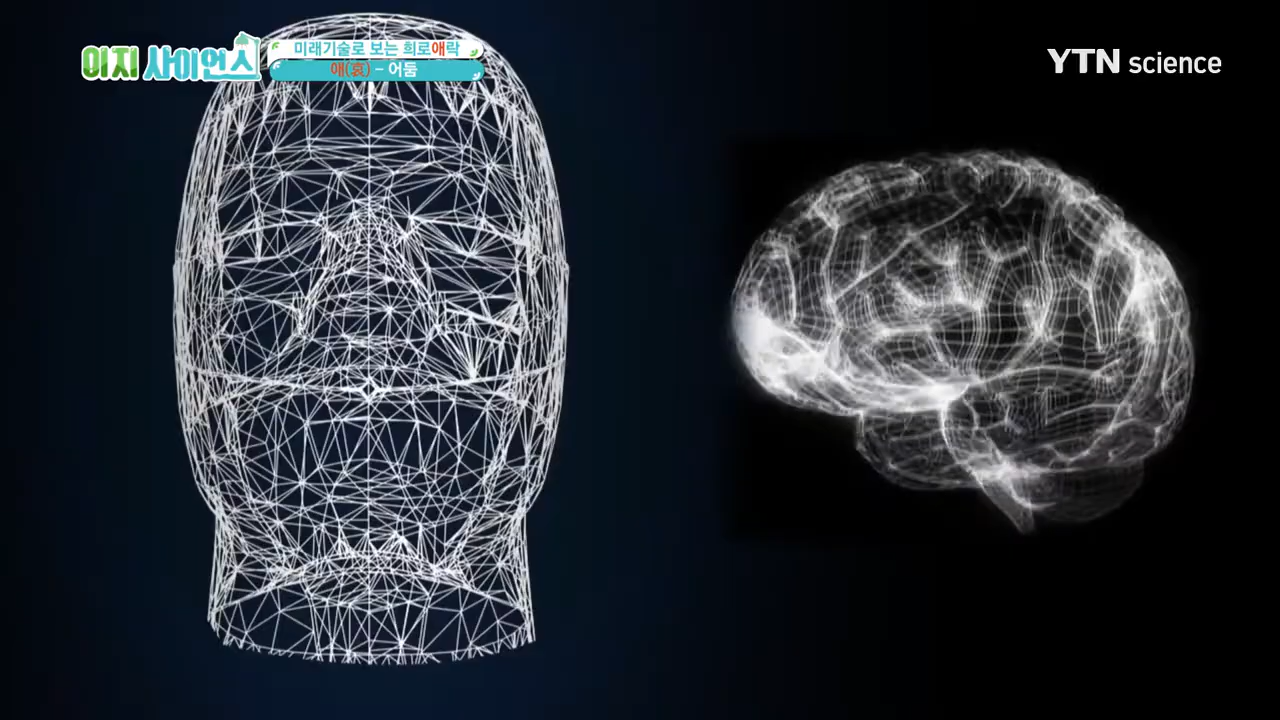 이지 사이언스
미래기술로 보는 희로애락
애(哀) - 어둠
YTN science